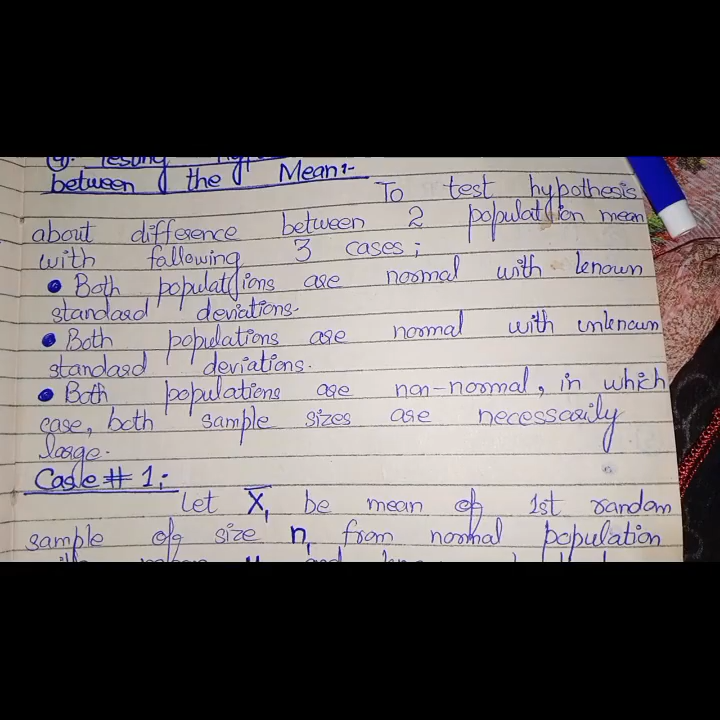 (4). Testing
between the Mean:-
To test hypothesis
about difference between 2 population mean
with following 3 cases;
• Both populations are normal with known
standard deviations.
• Both populations are normal with unknown
standard deviations.
• Both populations are non-normal, in which
case, both sample sizes are necessarily
large.
Case # 1;
Let X̄₁ be mean of 1st random
sample of size n₁ from normal population